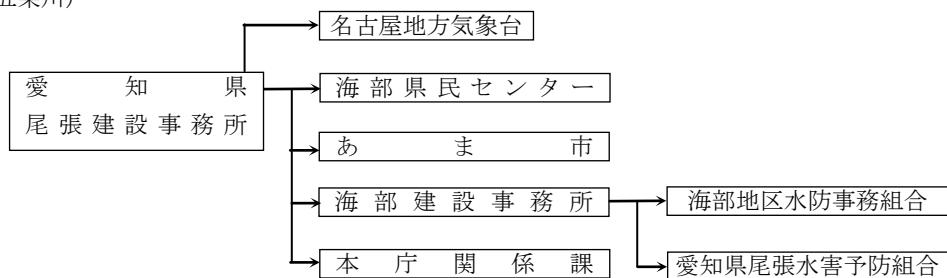 名古屋地方気象台
愛知県
尾張建設事務所
海部県民センター
あま市
海部建設事務所
海部地区水防事務組合
本庁関係課
愛知県尾張水害予防組合